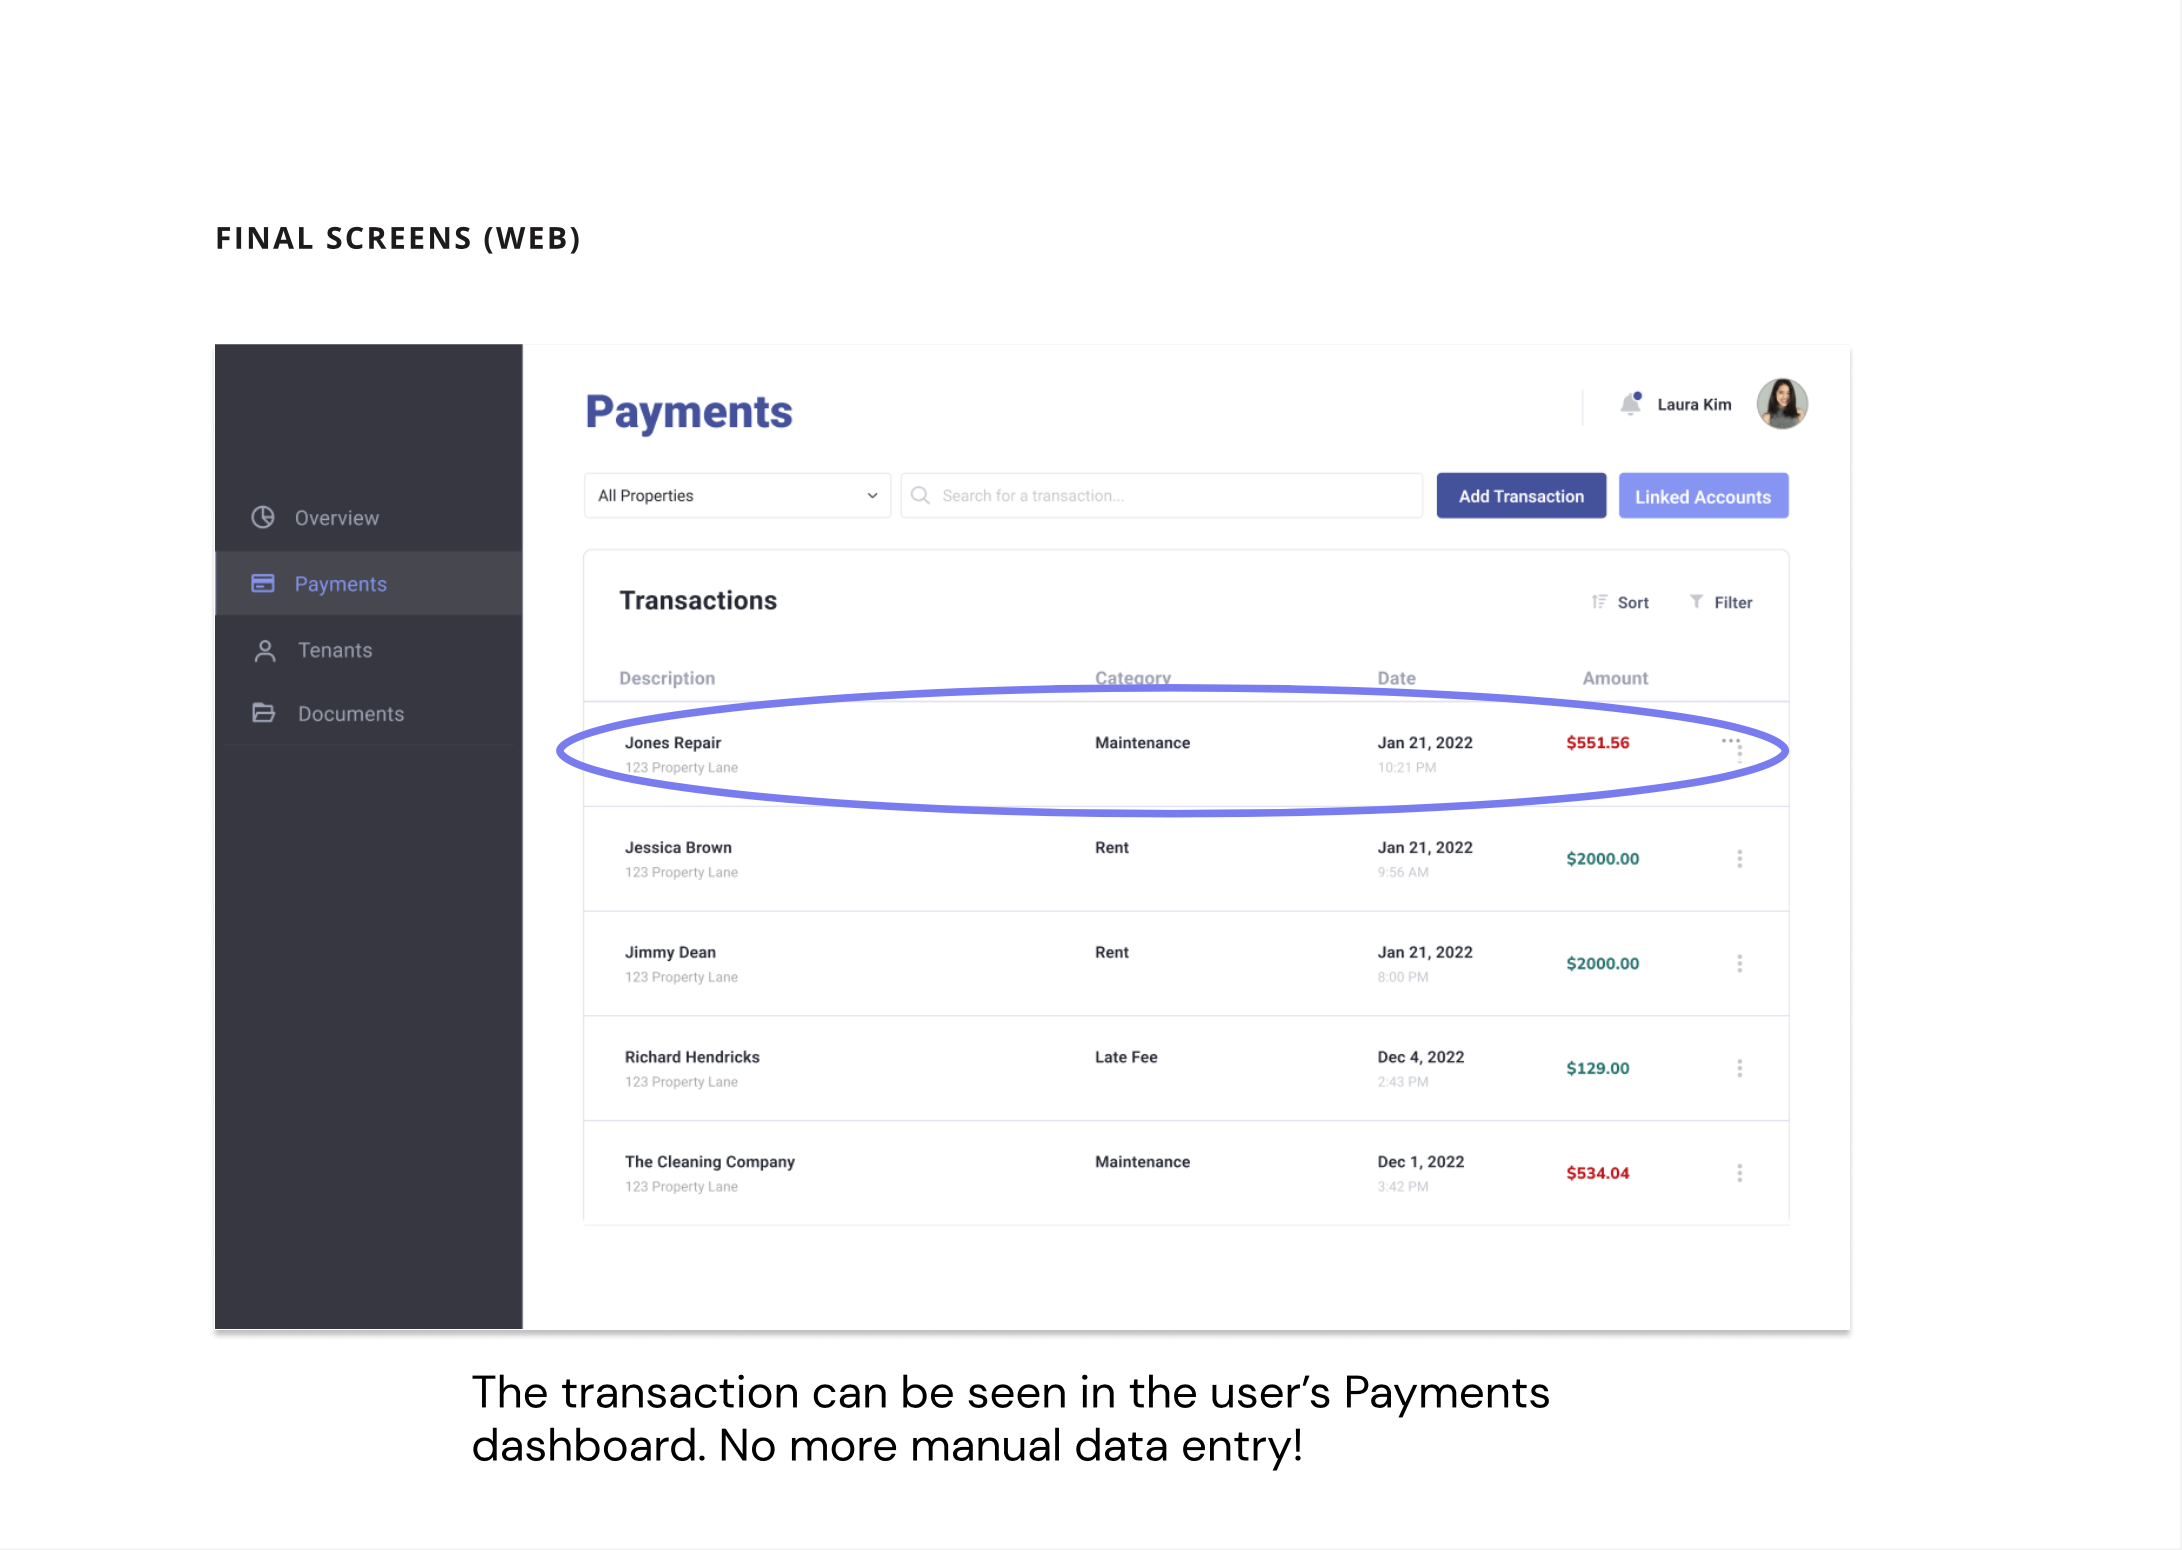 FINAL SCREENS (WEB)
Payments
Laura Kim
All Properties
Search for a transaction...
Add Transaction
Linked Accounts
Overview
Payments
Tenants
Documents
Transactions
Sort
Filter
Description Category Date Amount
Jones Repair Maintenance Jan 21, 2022 $551.56
123 Property Lane 10:21 PM
Jessica Brown Rent Jan 21, 2022 $2000.00
123 Property Lane 9:56 AM
Jimmy Dean Rent Jan 21, 2022 $2000.00
123 Property Lane 8:00 PM
Richard Hendricks Late Fee Dec 4, 2022 $129.00
123 Property Lane 2:43 PM
The Cleaning Company Maintenance Dec 1, 2022 $534.04
123 Property Lane 3:42 PM
The transaction can be seen in the user’s Payments
dashboard. No more manual data entry!